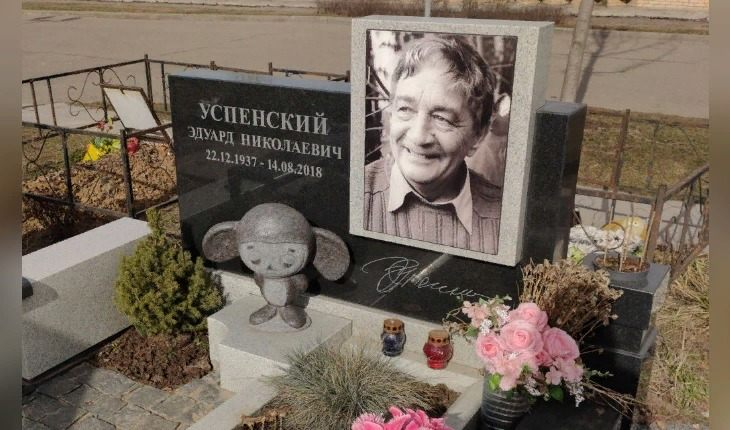 УСПЕНСКИЙ
ЭДУАРД НИКОЛАЕВИЧ
22.12.1937 - 14.08.2018